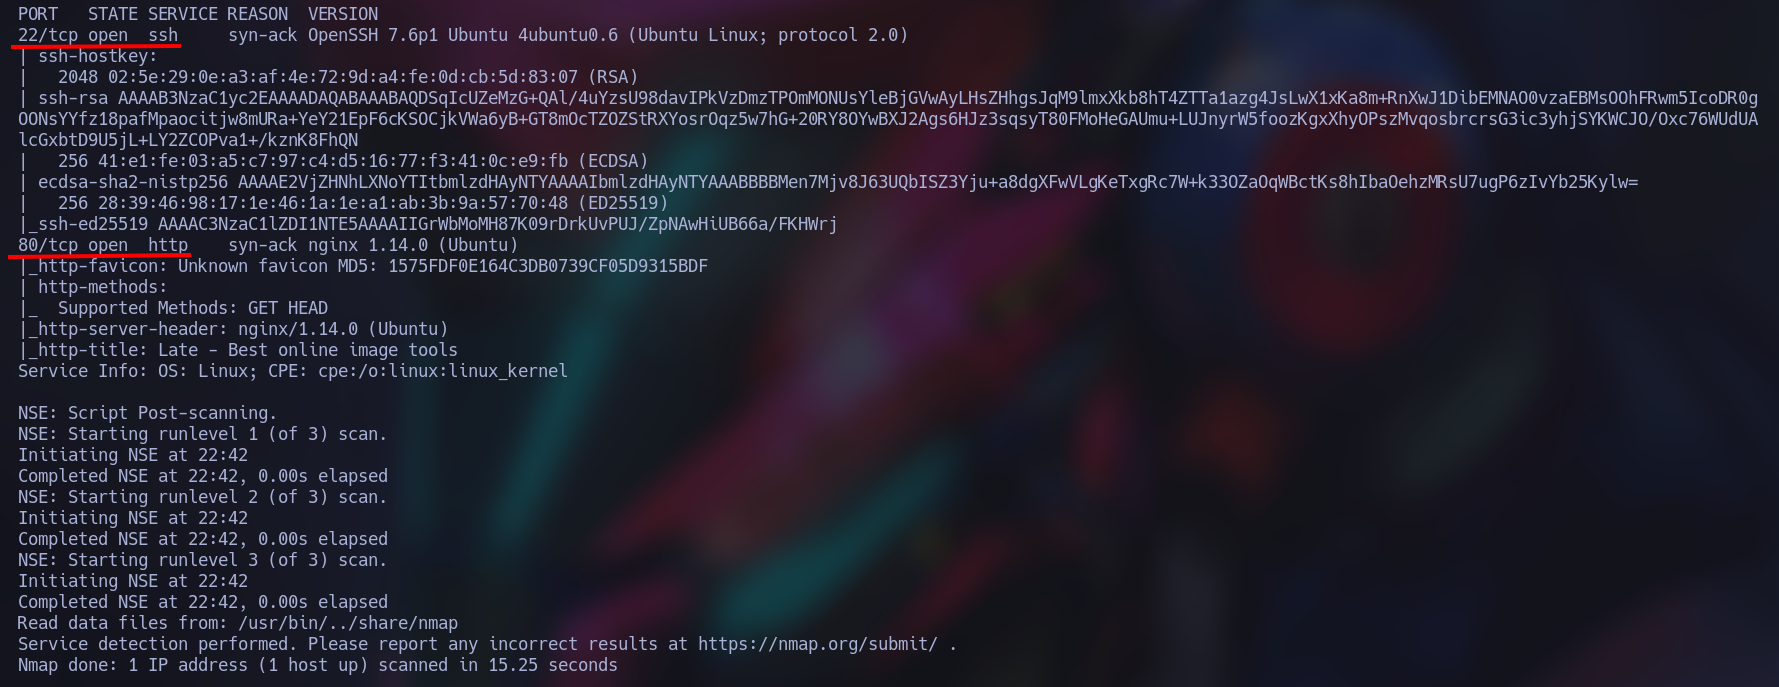 PORT   STATE SERVICE REASON  VERSION
22/tcp open  ssh     syn-ack OpenSSH 7.6p1 Ubuntu 4ubuntu0.6 (Ubuntu Linux; protocol 2.0)
| ssh-hostkey:
|   2048 02:5e:29:0e:a3:af:4e:72:9d:a4:fe:0d:cb:5d:83:07 (RSA)
| ssh-rsa AAAAB3NzaC1yc2EAAAADAQABAAABAQDSqIcUZeMzG+QAl/4uYzsU98davIPkVzDmzTPOmMONUsYleBjGVwAyLHsZHhgsJqM9lmxXkb8hT4ZTTa1azg4JsLwX1xKa8m+RnXwJ1DibEMNAO0vzaEBMsOOhFRwm5IcoDR0g
OONsYYfz18pafMpaocitjw8mURa+YeY21EpF6cKSOCjkVWa6yB+GT8mOcTZOZStRXYosrOqz5w7hG+20RY8OYwBXJ2Ags6HJz3sqsyT80FMoHeGAUmu+LUJnyrW5foozKgxXhyOPszMvqosbrcrsG3ic3yhjSYKWCJO/Oxc76WUdUA
lcGxbtD9U5jL+LY2ZCOPva1+/kznK8FhQN
|   256 41:e1:fe:03:a5:c7:97:c4:d5:16:77:f3:41:0c:e9:fb (ECDSA)
| ecdsa-sha2-nistp256 AAAAE2VjZHNhLXNoYTItbmlzdHAyNTYAAAAIbmlzdHAyNTYAAABBBBMen7Mjv8J63UQbISZ3Yju+a8dgXFwVLgKeTxgRc7W+k33OZaOqWBctKs8hIbaOehzMRsU7ugP6zIvYb25Kylw=
|   256 28:39:46:98:17:1e:46:1a:1e:a1:ab:3b:9a:57:70:48 (ED25519)
|_ssh-ed25519 AAAAC3NzaC1lZDI1NTE5AAAAIIGrWbMoMH87K09rDrkUvPUJ/ZpNAwHiUB66a/FKHWrj
80/tcp open  http    syn-ack nginx 1.14.0 (Ubuntu)
|_http-favicon: Unknown favicon MD5: 1575FDF0E164C3DB0739CF05D9315BDF
| http-methods:
|_  Supported Methods: GET HEAD
|_http-server-header: nginx/1.14.0 (Ubuntu)
|_http-title: Late - Best online image tools
Service Info: OS: Linux; CPE: cpe:/o:linux:linux_kernel

NSE: Script Post-scanning.
NSE: Starting runlevel 1 (of 3) scan.
Initiating NSE at 22:42
Completed NSE at 22:42, 0.00s elapsed
NSE: Starting runlevel 2 (of 3) scan.
Initiating NSE at 22:42
Completed NSE at 22:42, 0.00s elapsed
NSE: Starting runlevel 3 (of 3) scan.
Initiating NSE at 22:42
Completed NSE at 22:42, 0.00s elapsed
Read data files from: /usr/bin/../share/nmap
Service detection performed. Please report any incorrect results at https://nmap.org/submit/ .
Nmap done: 1 IP address (1 host up) scanned in 15.25 seconds